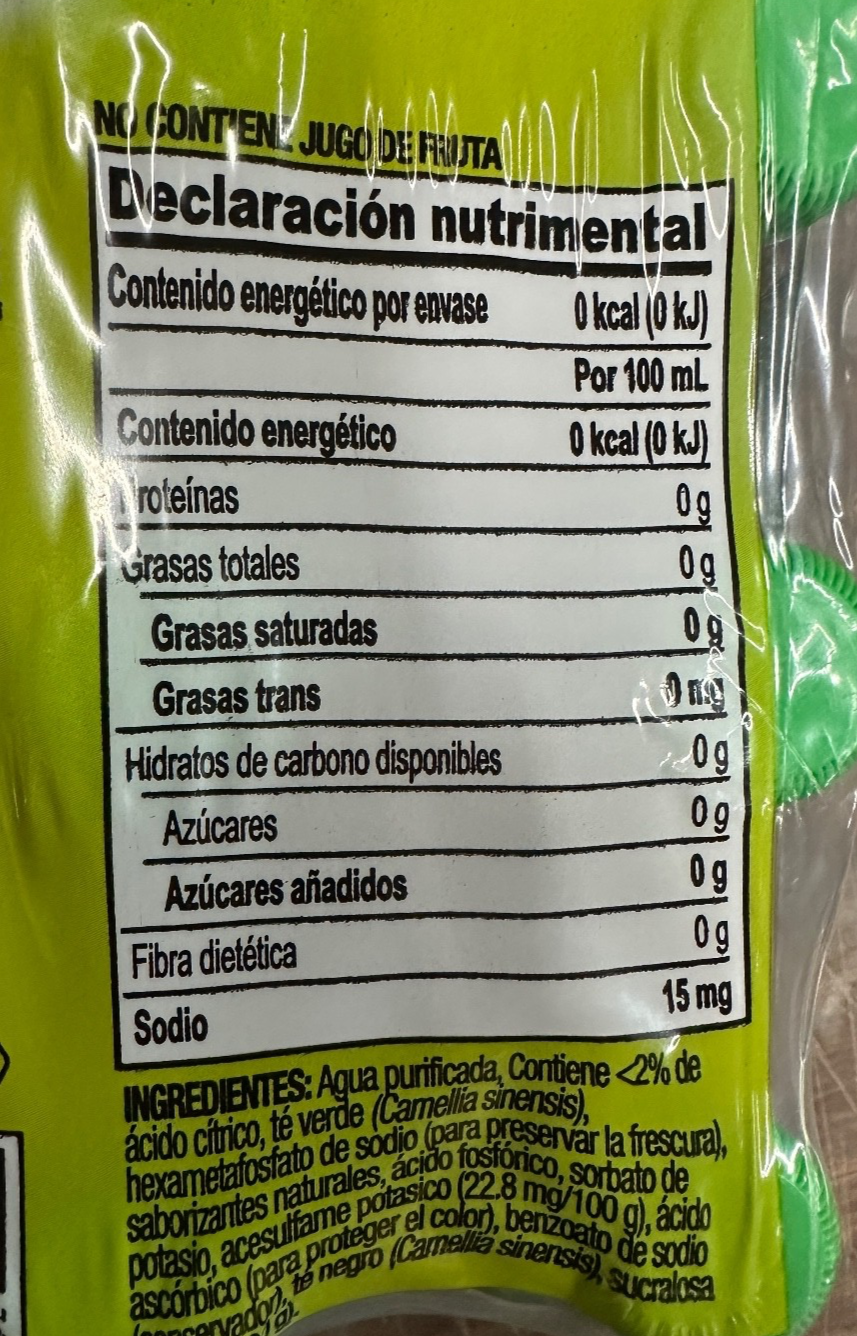 NO CONTIENE JUGO DE FRUTA
Declaración nutrimental
Contenido energético por envase 0 kcal (0 kJ)
Por 100 mL
Contenido energético 0 kcal (0 kJ)
Proteínas 0 g
Grasas totales 0 g
Grasas saturadas 0 g
Grasas trans 0 mg
Hidratos de carbono disponibles 0 g
Azúcares 0 g
Azúcares añadidos 0 g
Fibra dietética 0 g
Sodio 15 mg
INGREDIENTES: Agua purificada, Contiene <2% de
ácido cítrico, té verde (Camellia sinensis),
hexametafosfato de sodio (para preservar la frescura),
saborizantes naturales, ácido fosfórico, sorbato de
potasio, acesulfame potasico (22.8 mg/100 g), ácido
ascórbico (para proteger el color), benzoato de sodio
(conservador), té negro (Camellia sinensis), sucralosa